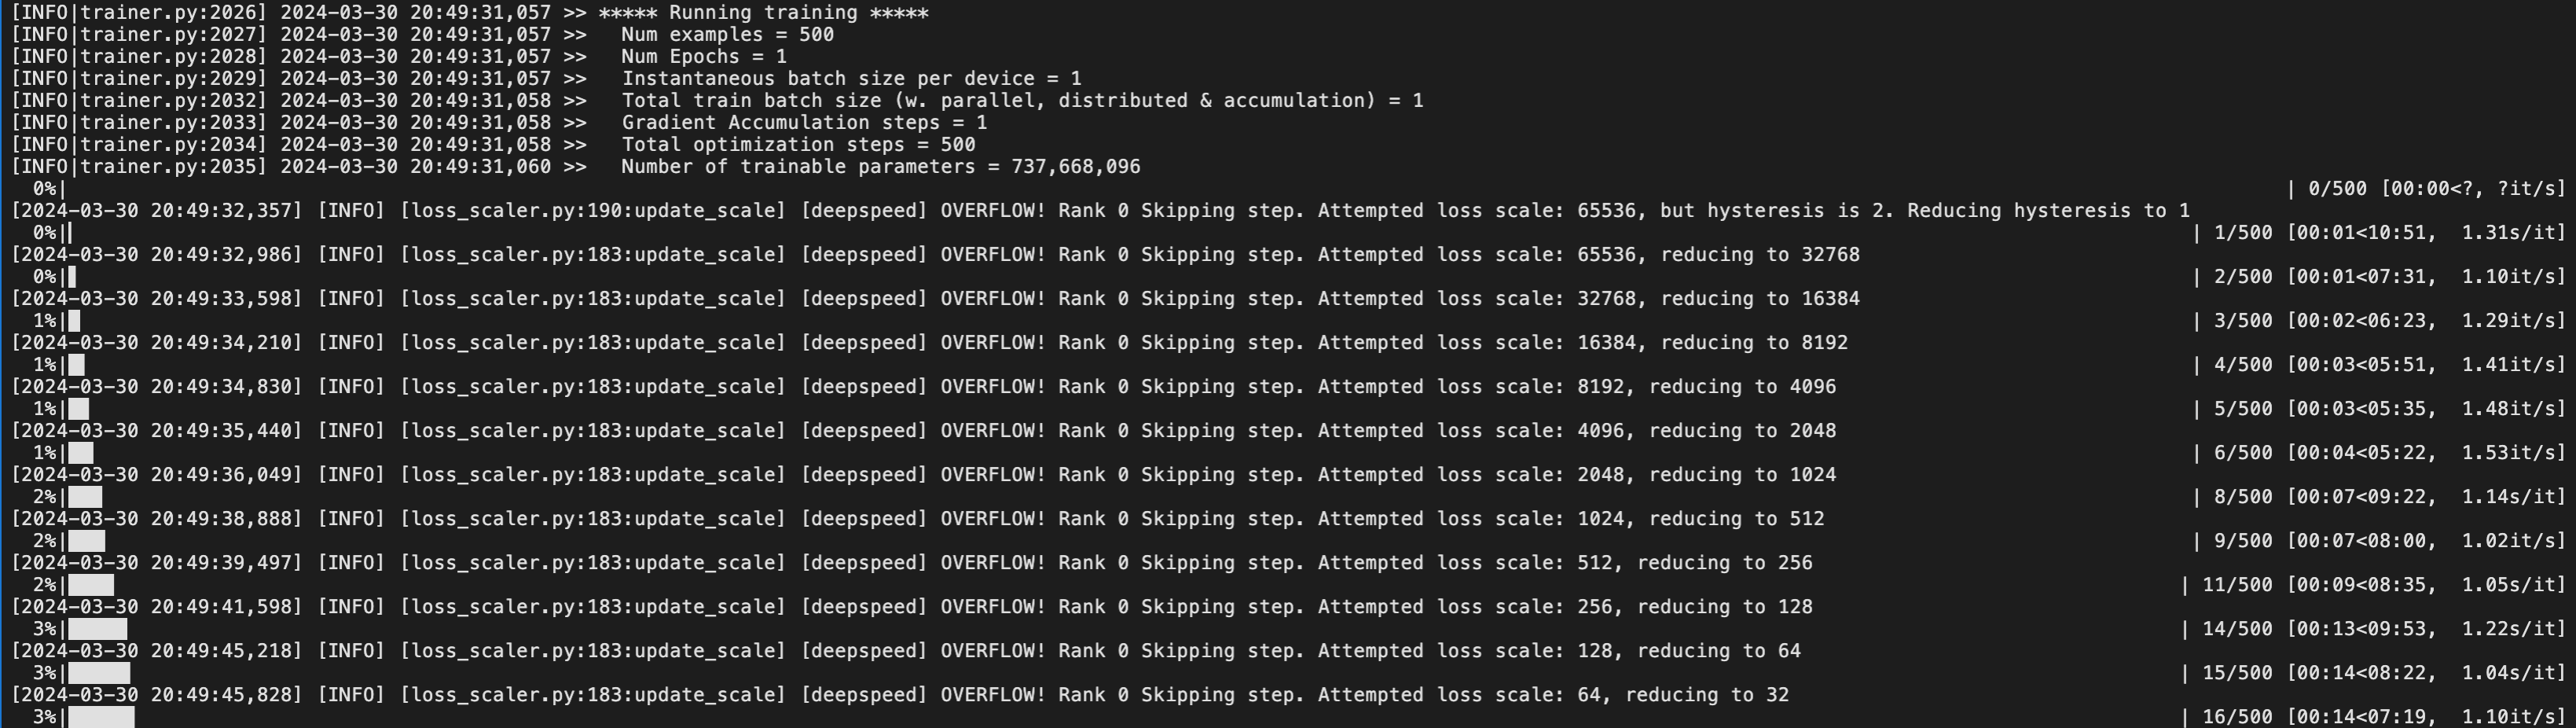 [INFO|trainer.py:2026] 2024-03-30 20:49:31,057 >> ***** Running training *****
[INFO|trainer.py:2027] 2024-03-30 20:49:31,057 >>   Num examples = 500
[INFO|trainer.py:2028] 2024-03-30 20:49:31,057 >>   Num Epochs = 1
[INFO|trainer.py:2029] 2024-03-30 20:49:31,057 >>   Instantaneous batch size per device = 1
[INFO|trainer.py:2032] 2024-03-30 20:49:31,058 >>   Total train batch size (w. parallel, distributed & accumulation) = 1
[INFO|trainer.py:2033] 2024-03-30 20:49:31,058 >>   Gradient Accumulation steps = 1
[INFO|trainer.py:2034] 2024-03-30 20:49:31,058 >>   Total optimization steps = 500
[INFO|trainer.py:2035] 2024-03-30 20:49:31,060 >>   Number of trainable parameters = 737,668,096
0%| | 0/500 [00:00<?, ?it/s]
[2024-03-30 20:49:32,357] [INFO] [loss_scaler.py:190:update_scale] [deepspeed] OVERFLOW! Rank 0 Skipping step. Attempted loss scale: 65536, but hysteresis is 2. Reducing hysteresis to 1
0%| | 1/500 [00:01<10:51,  1.31s/it]
[2024-03-30 20:49:32,986] [INFO] [loss_scaler.py:183:update_scale] [deepspeed] OVERFLOW! Rank 0 Skipping step. Attempted loss scale: 65536, reducing to 32768
0%| | 2/500 [00:01<07:31,  1.10it/s]
[2024-03-30 20:49:33,598] [INFO] [loss_scaler.py:183:update_scale] [deepspeed] OVERFLOW! Rank 0 Skipping step. Attempted loss scale: 32768, reducing to 16384
1%| | 3/500 [00:02<06:23,  1.29it/s]
[2024-03-30 20:49:34,210] [INFO] [loss_scaler.py:183:update_scale] [deepspeed] OVERFLOW! Rank 0 Skipping step. Attempted loss scale: 16384, reducing to 8192
1%| | 4/500 [00:03<05:51,  1.41it/s]
[2024-03-30 20:49:34,830] [INFO] [loss_scaler.py:183:update_scale] [deepspeed] OVERFLOW! Rank 0 Skipping step. Attempted loss scale: 8192, reducing to 4096
1%| | 5/500 [00:03<05:35,  1.48it/s]
[2024-03-30 20:49:35,440] [INFO] [loss_scaler.py:183:update_scale] [deepspeed] OVERFLOW! Rank 0 Skipping step. Attempted loss scale: 4096, reducing to 2048
1%| | 6/500 [00:04<05:22,  1.53it/s]
[2024-03-30 20:49:36,049] [INFO] [loss_scaler.py:183:update_scale] [deepspeed] OVERFLOW! Rank 0 Skipping step. Attempted loss scale: 2048, reducing to 1024
2%| | 8/500 [00:07<09:22,  1.14s/it]
[2024-03-30 20:49:38,888] [INFO] [loss_scaler.py:183:update_scale] [deepspeed] OVERFLOW! Rank 0 Skipping step. Attempted loss scale: 1024, reducing to 512
2%| | 9/500 [00:07<08:00,  1.02it/s]
[2024-03-30 20:49:39,497] [INFO] [loss_scaler.py:183:update_scale] [deepspeed] OVERFLOW! Rank 0 Skipping step. Attempted loss scale: 512, reducing to 256
2%| | 11/500 [00:09<08:35,  1.05s/it]
[2024-03-30 20:49:41,598] [INFO] [loss_scaler.py:183:update_scale] [deepspeed] OVERFLOW! Rank 0 Skipping step. Attempted loss scale: 256, reducing to 128
3%| | 14/500 [00:13<09:53,  1.22s/it]
[2024-03-30 20:49:45,218] [INFO] [loss_scaler.py:183:update_scale] [deepspeed] OVERFLOW! Rank 0 Skipping step. Attempted loss scale: 128, reducing to 64
3%| | 15/500 [00:14<08:22,  1.04s/it]
[2024-03-30 20:49:45,828] [INFO] [loss_scaler.py:183:update_scale] [deepspeed] OVERFLOW! Rank 0 Skipping step. Attempted loss scale: 64, reducing to 32
3%| | 16/500 [00:14<07:19,  1.10it/s]